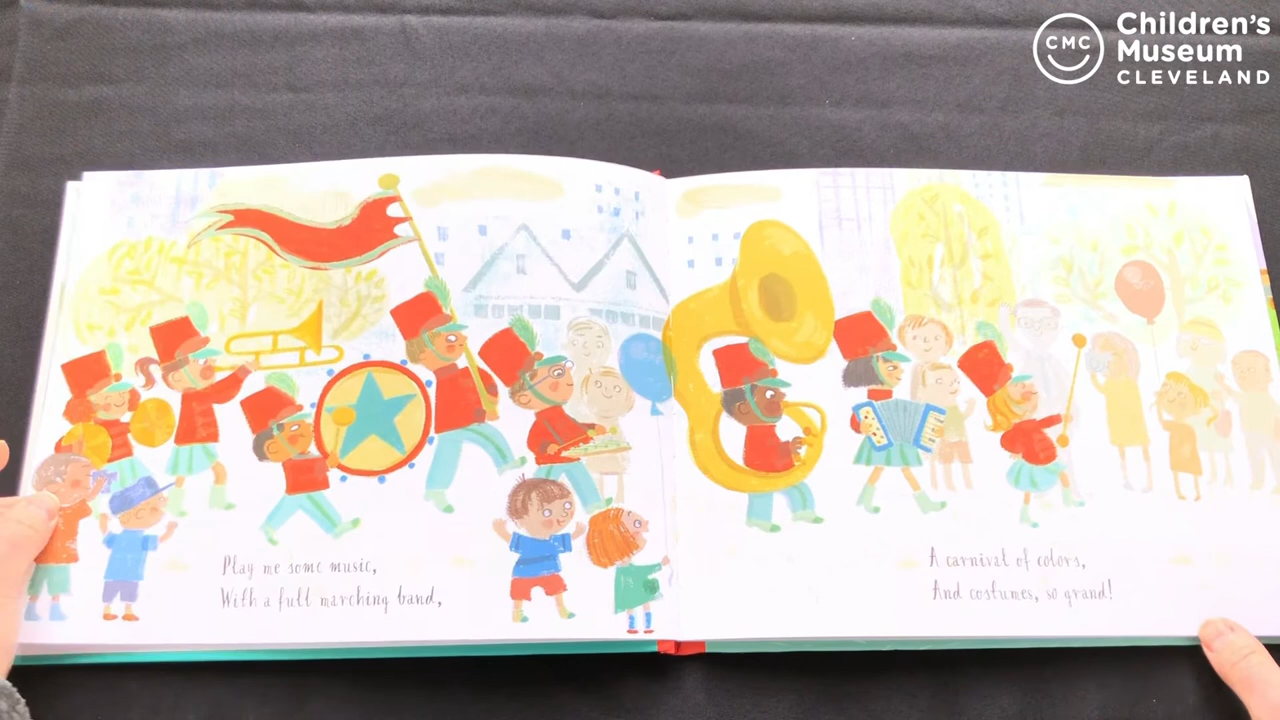 CMC
Children's
Museum
CLEVELAND
Play me some music,
With a full marching band,
A carnival of colors,
And costumes, so grand!